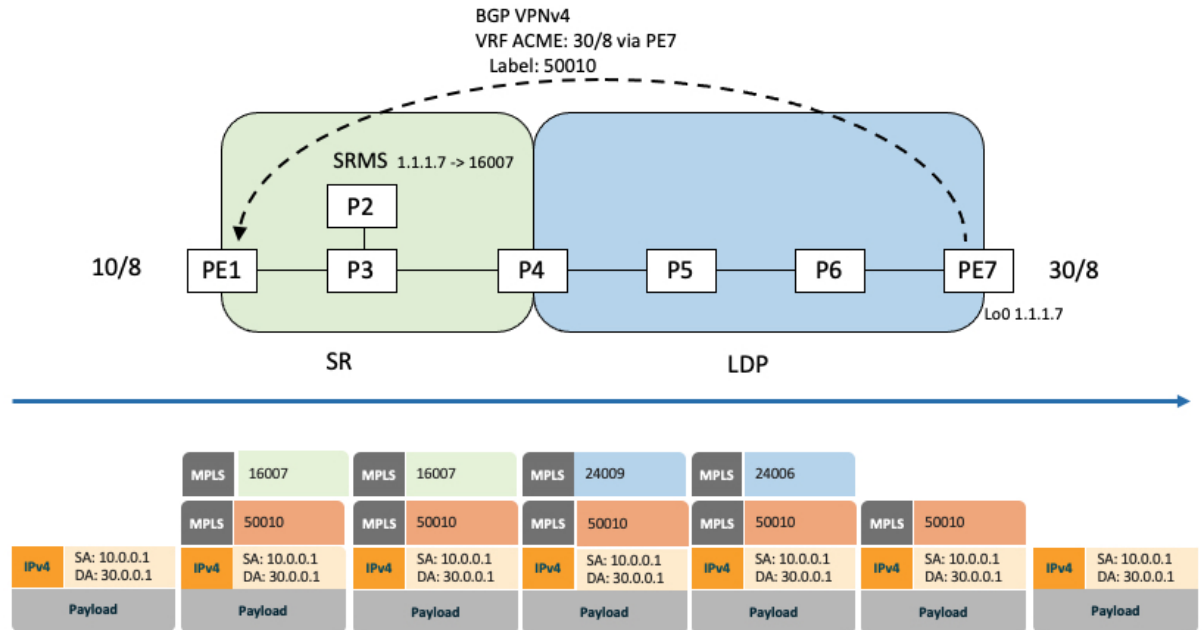 BGP VPNv4
VRF ACME: 30/8 via PE7
Label: 50010
SRMS 1.1.1.7 -> 16007
P2
10/8 PE1 P3 P4 P5 P6 PE7 30/8
Lo0 1.1.1.7
SR LDP
MPLS 16007 MPLS 16007 MPLS 24009 MPLS 24006
MPLS 50010 MPLS 50010 MPLS 50010 MPLS 50010 MPLS 50010
IPv4 SA: 10.0.0.1 IPv4 SA: 10.0.0.1 IPv4 SA: 10.0.0.1 IPv4 SA: 10.0.0.1 IPv4 SA: 10.0.0.1 IPv4 SA: 10.0.0.1 IPv4 SA: 10.0.0.1
DA: 30.0.0.1 DA: 30.0.0.1 DA: 30.0.0.1 DA: 30.0.0.1 DA: 30.0.0.1 DA: 30.0.0.1 DA: 30.0.0.1
Payload Payload Payload Payload Payload Payload Payload